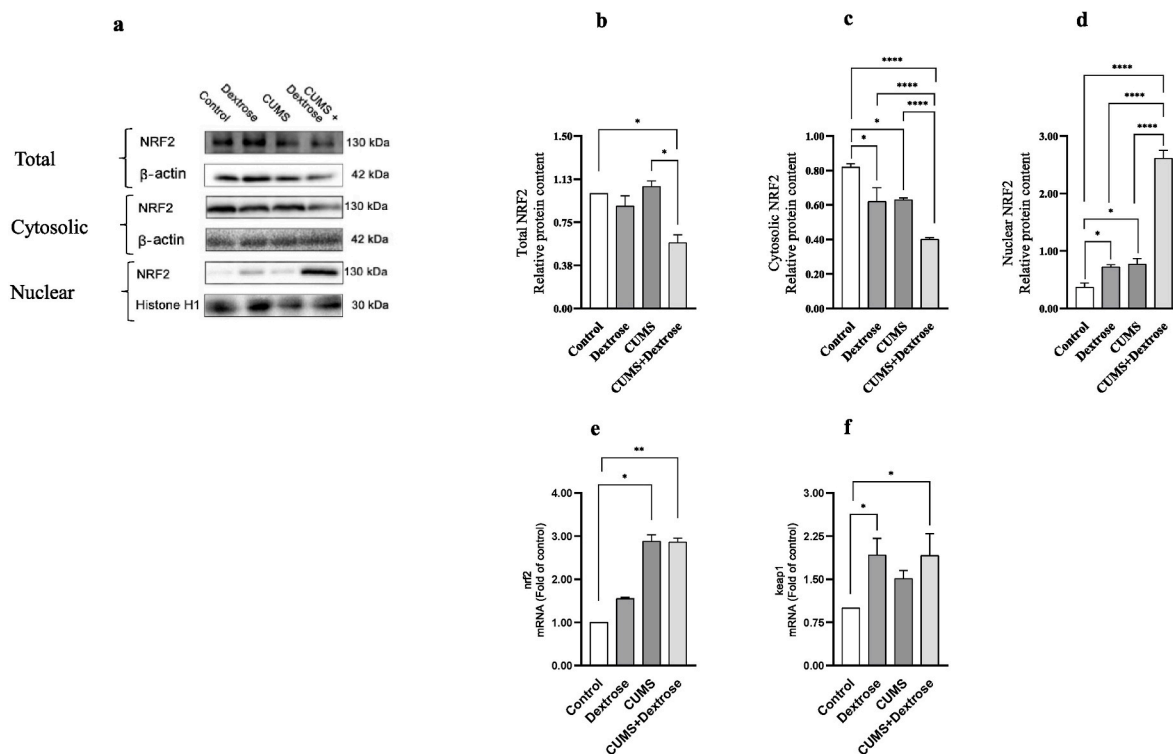 a
Control
Dextrose
CUMS
CUMS +
Dextrose
Total
NRF2
130 kDa
β-actin
42 kDa
Cytosolic
NRF2
130 kDa
β-actin
42 kDa
Nuclear
NRF2
130 kDa
Histone H1
30 kDa
b
*
*
Total NRF2
Relative protein content
1.50
1.13
0.75
0.38
0.00
Control
Dextrose
CUMS
CUMS+Dextrose
c
****
****
****
*
*
Cytosolic NRF2
Relative protein content
1.00
0.80
0.60
0.40
0.20
0.00
Control
Dextrose
CUMS
CUMS+Dextrose
d
****
****
****
*
*
Nuclear NRF2
Relative protein content
3.00
2.00
1.00
0.00
Control
Dextrose
CUMS
CUMS+Dextrose
e
**
*
nrf2
mRNA (Fold of control)
4.00
3.00
2.00
1.00
0.00
Control
Dextrose
CUMS
CUMS+Dextrose
f
*
*
keap1
mRNA (Fold of control)
3.00
2.25
1.50
0.75
0.00
Control
Dextrose
CUMS
CUMS+Dextrose